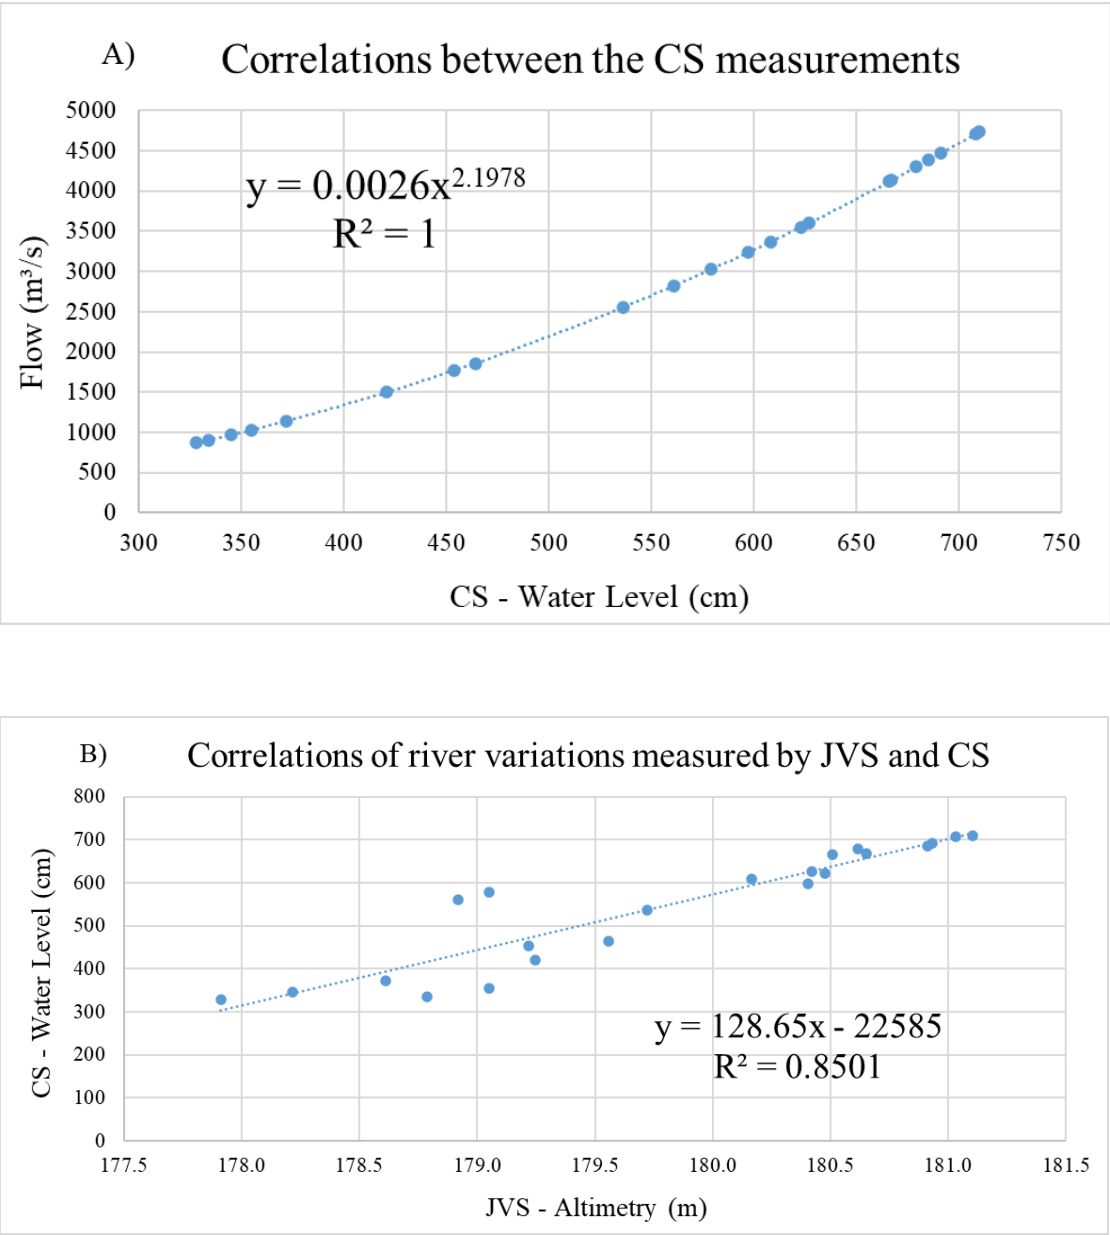 A) Correlations between the CS measurements
5000
4500
4000
3500
3000
2500
2000
1500
1000
500
0
y = 0.0026x^2.1978
R² = 1
Flow (m³/s)
300 350 400 450 500 550 600 650 700 750
CS - Water Level (cm)
B) Correlations of river variations measured by JVS and CS
800
700
600
500
400
300
200
100
0
CS - Water Level (cm)
y = 128.65x - 22585
R² = 0.8501
177.5 178.0 178.5 179.0 179.5 180.0 180.5 181.0 181.5
JVS - Altimetry (m)